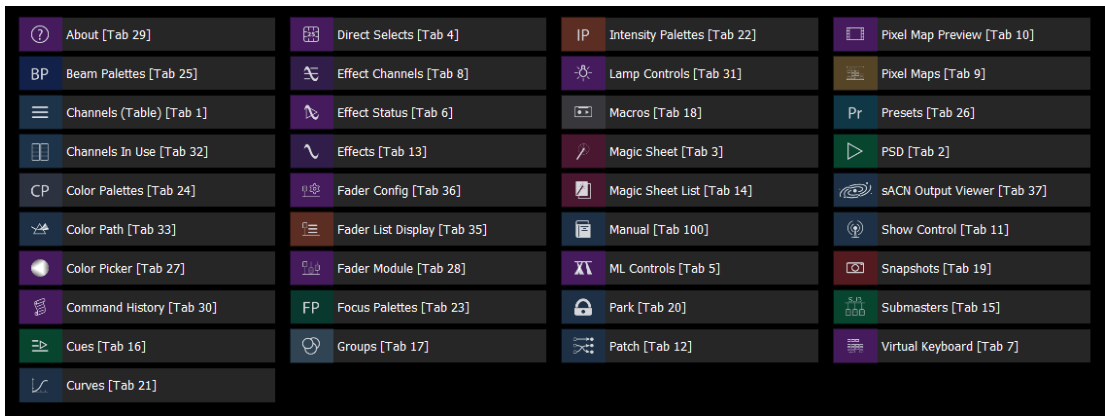 About [Tab 29]
BP Beam Palettes [Tab 25]
Channels (Table) [Tab 1]
Channels In Use [Tab 32]
CP Color Palettes [Tab 24]
Color Path [Tab 33]
Color Picker [Tab 27]
Command History [Tab 30]
Cues [Tab 16]
Curves [Tab 21]
Direct Selects [Tab 4]
Effect Channels [Tab 8]
Effect Status [Tab 6]
Effects [Tab 13]
Fader Config [Tab 36]
Fader List Display [Tab 35]
Fader Module [Tab 28]
FP Focus Palettes [Tab 23]
Groups [Tab 17]
IP Intensity Palettes [Tab 22]
Lamp Controls [Tab 31]
Macros [Tab 18]
Magic Sheet [Tab 3]
Magic Sheet List [Tab 14]
Manual [Tab 100]
ML Controls [Tab 5]
Park [Tab 20]
Patch [Tab 12]
Pixel Map Preview [Tab 10]
Pixel Maps [Tab 9]
Pr Presets [Tab 26]
PSD [Tab 2]
sACN Output Viewer [Tab 37]
Show Control [Tab 11]
Snapshots [Tab 19]
Submasters [Tab 15]
Virtual Keyboard [Tab 7]